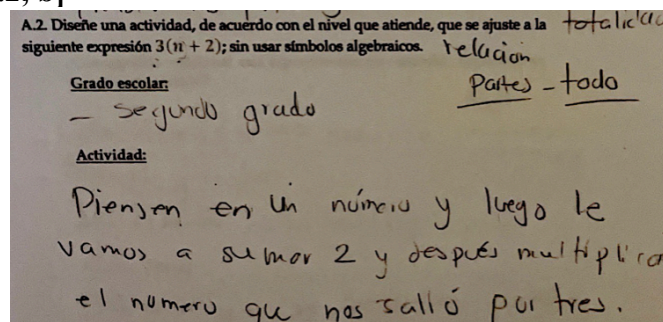 A.2. Diseñe una actividad, de acuerdo con el nivel que atiende, que se ajuste a la
siguiente expresión 3(n + 2); sin usar símbolos algebraicos.
relación
Partes - todo
Grado escolar:
- Segundo grado
Actividad:
Piensen en un número y luego le
vamos a sumar 2 y después multiplica
el numero que nos salló por tres.